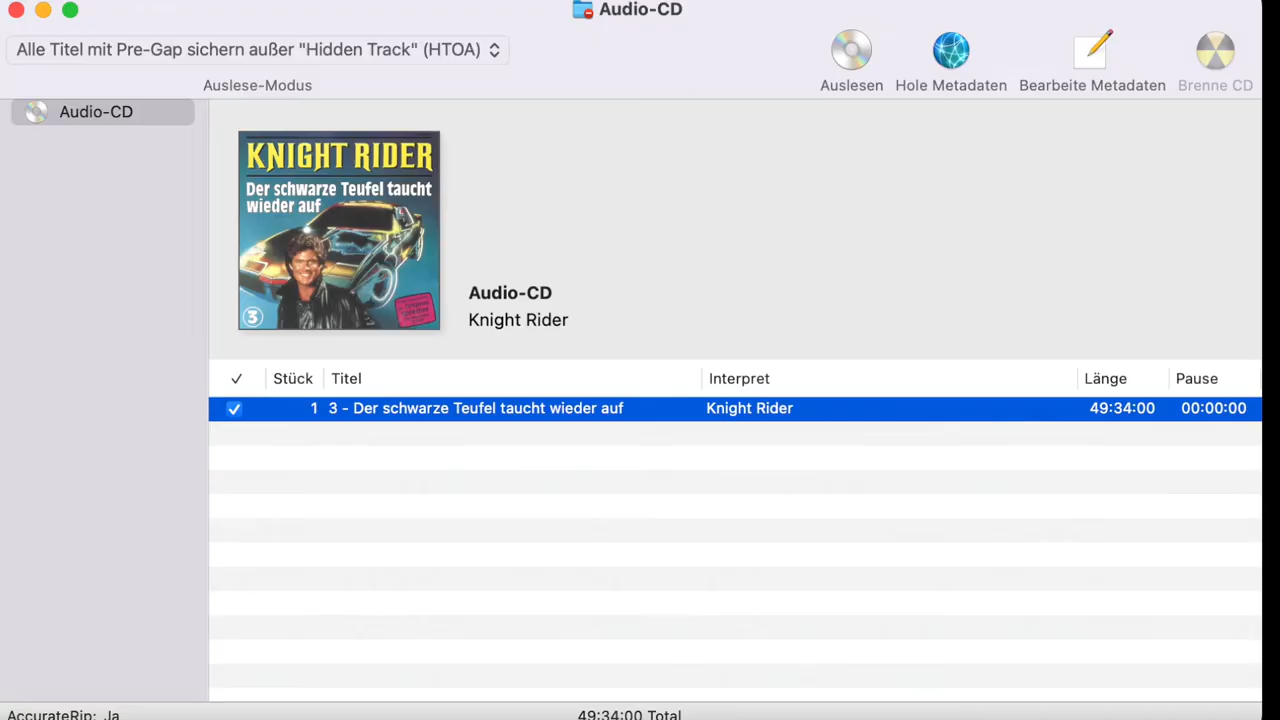 Audio-CD
Alle Titel mit Pre-Gap sichern außer "Hidden Track" (HTOA)
Auslese-Modus
Auslesen
Hole Metadaten
Bearbeite Metadaten
Brenne CD
Audio-CD
KNIGHT RIDER
Der schwarze Teufel taucht
wieder auf
3
Audio-CD
Knight Rider
Stück Titel Interpret Länge Pause
1 3 - Der schwarze Teufel taucht wieder auf Knight Rider 49:34:00 00:00:00
AccurateRip: Ja 49:34:00 Total